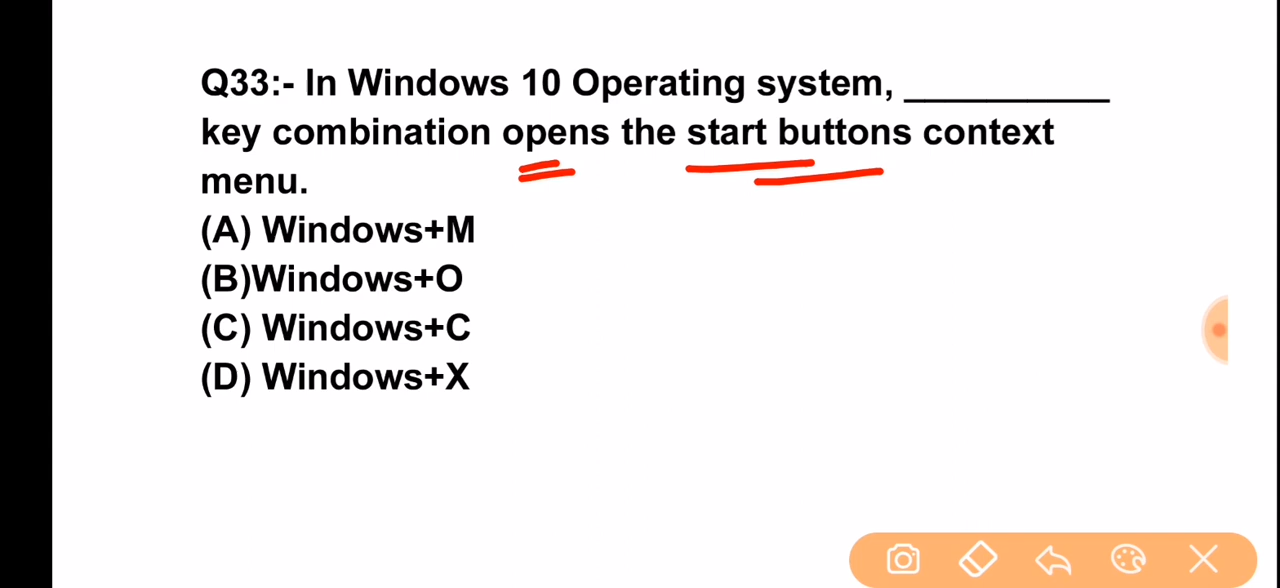 Q33:- In Windows 10 Operating system, __________
key combination opens the start buttons context
menu.
(A) Windows+M
(B)Windows+O
(C) Windows+C
(D) Windows+X